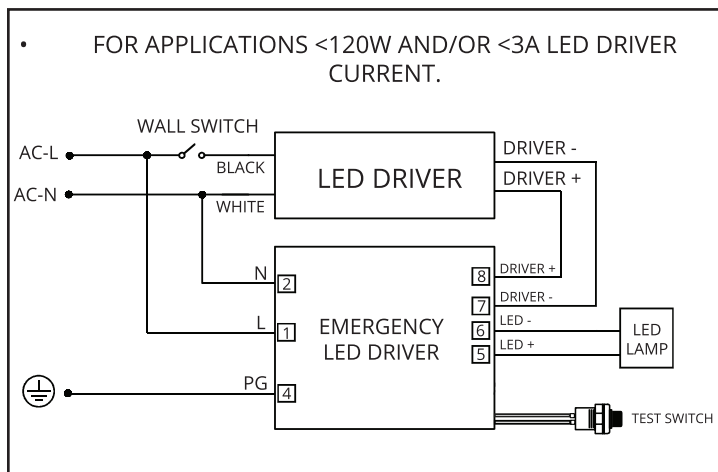 • FOR APPLICATIONS <120W AND/OR <3A LED DRIVER
CURRENT.
WALL SWITCH
AC-L
BLACK
AC-N
WHITE
LED DRIVER
DRIVER -
DRIVER +
N
2
L
1
PG
4
EMERGENCY
LED DRIVER
8
DRIVER +
7
DRIVER -
6
LED -
5
LED +
LED
LAMP
TEST SWITCH